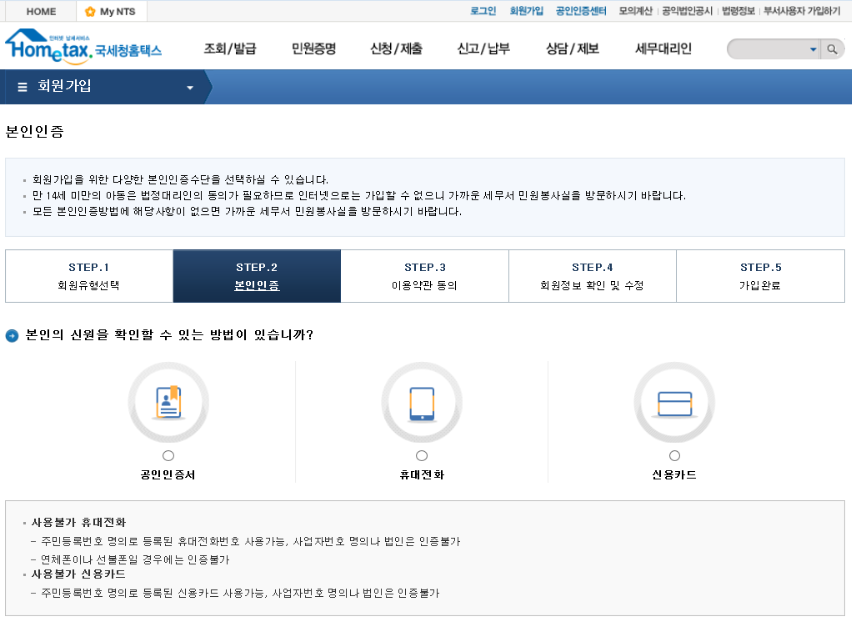 HOME My NTS 로그인 회원가입 공인인증센터 모의계산 공익법인공시 법령정보 부서사용자 가입하기
인터넷 납세서비스
Hometax. 국세청홈택스 조회/발급 민원증명 신청/제출 신고/납부 상담/제보 세무대리인
회원가입
본인인증
회원가입을 위한 다양한 본인인증수단을 선택하실 수 있습니다.
만 14세 미만의 아동은 법정대리인의 동의가 필요하므로 인터넷으로는 가입할 수 없으니 가까운 세무서 민원봉사실을 방문하시기 바랍니다.
모든 본인인증방법에 해당사항이 없으면 가까운 세무서 민원봉사실을 방문하시기 바랍니다.
STEP.1 STEP.2 STEP.3 STEP.4 STEP.5
회원유형선택 본인인증 이용약관 동의 회원정보 확인 및 수정 가입완료
본인의 신원을 확인할 수 있는 방법이 있습니까?
공인인증서 휴대전화 신용카드
사용불가 휴대전화
- 주민등록번호 명의로 등록된 휴대전화번호 사용가능, 사업자번호 명의나 법인은 인증불가
- 연체폰이나 선불폰일 경우에는 인증불가
사용불가 신용카드
- 주민등록번호 명의로 등록된 신용카드 사용가능, 사업자번호 명의나 법인은 인증불가